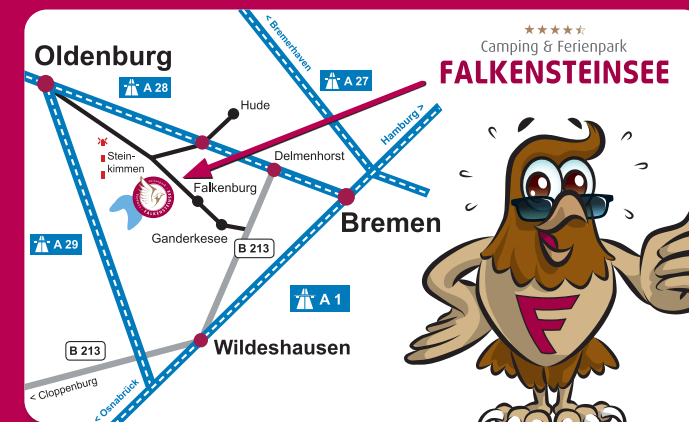 Camping & Ferienpark
FALKENSTEINSEE
Oldenburg
A 28
< Bremerhaven
A 27
Hamburg >
Hude
Stein-
kimmen
Delmenhorst
Falkenburg
FALKENSTEINSEE
Bremen
Ganderkesee
B 213
A 29
A 1
Wildeshausen
B 213
< Cloppenburg
< Osnabrück
F